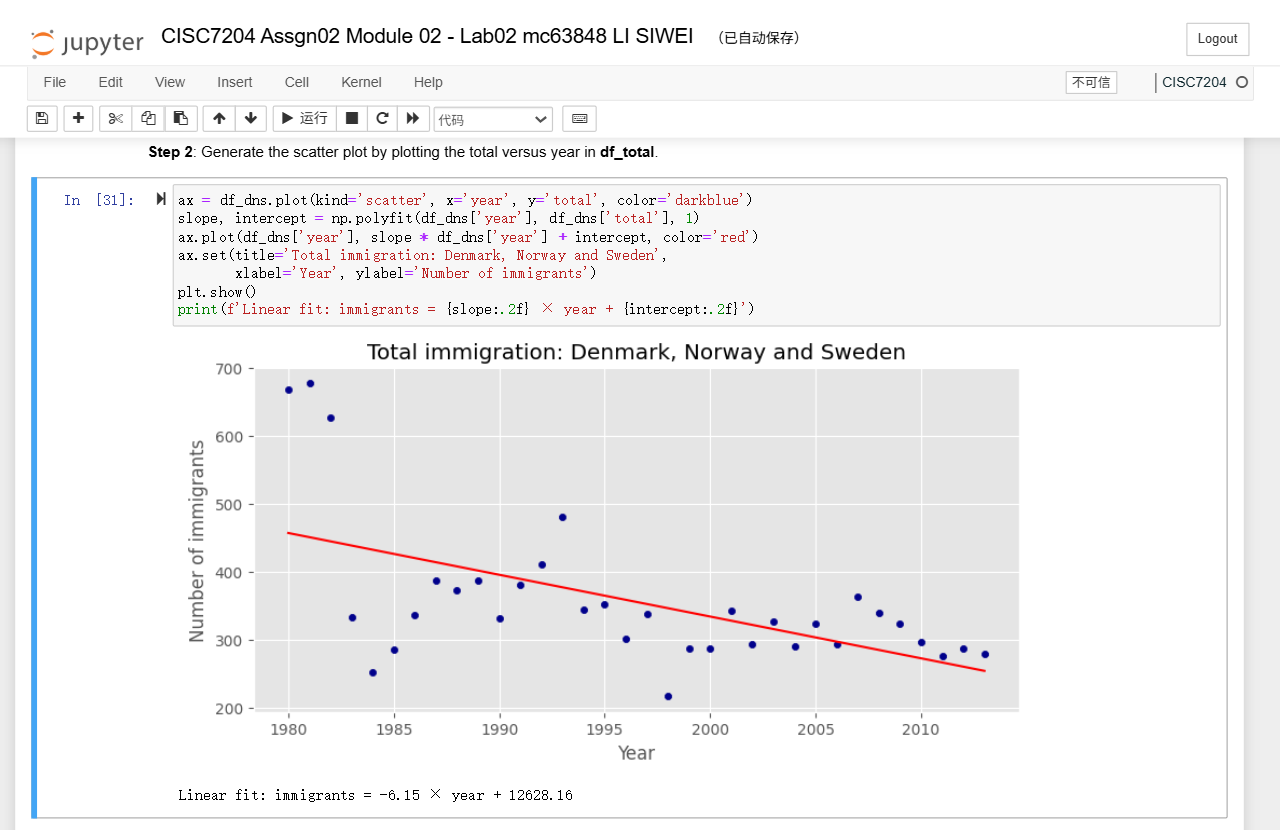 jupyter CISC7204 Assgn02 Module 02 - Lab02 mc63848 LI SIWEI （已自动保存） Logout
File Edit View Insert Cell Kernel Help 不可信 CISC7204
运行 代码
Step 2: Generate the scatter plot by plotting the total versus year in df_total.
In [31]: ax = df_dns.plot(kind='scatter', x='year', y='total', color='darkblue')
slope, intercept = np.polyfit(df_dns['year'], df_dns['total'], 1)
ax.plot(df_dns['year'], slope * df_dns['year'] + intercept, color='red')
ax.set(title='Total immigration: Denmark, Norway and Sweden',
xlabel='Year', ylabel='Number of immigrants')
plt.show()
print(f'Linear fit: immigrants = {slope:.2f} × year + {intercept:.2f}')
Total immigration: Denmark, Norway and Sweden
700
600
500
400
300
200
Number of immigrants
1980 1985 1990 1995 2000 2005 2010
Year
Linear fit: immigrants = -6.15 × year + 12628.16